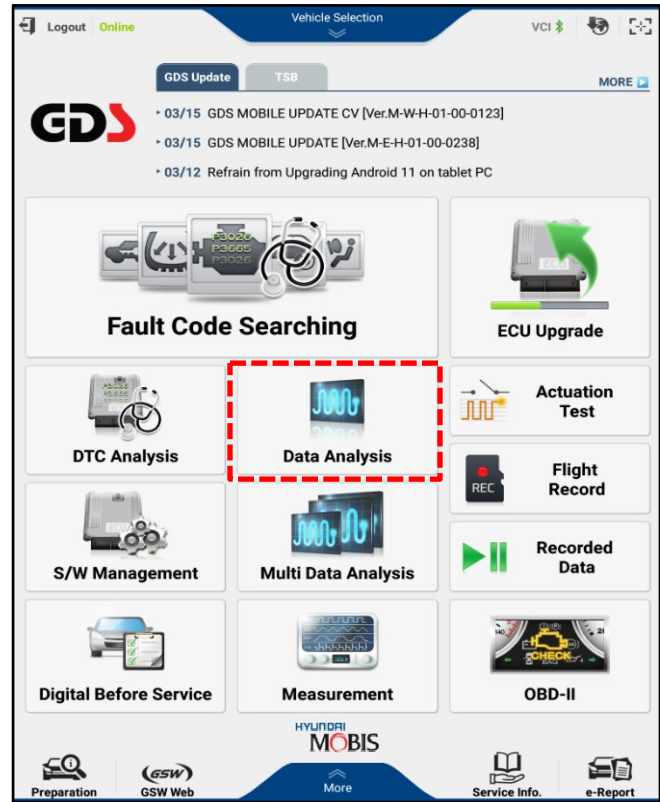 Logout Online
Vehicle Selection
VCI
GDS Update
TSB
MORE
GDS
03/15 GDS MOBILE UPDATE CV [Ver.M-W-H-01-00-0123]
03/15 GDS MOBILE UPDATE [Ver.M-E-H-01-00-0238]
03/12 Refrain from Upgrading Android 11 on tablet PC
P3026
P3665
P3026
Fault Code Searching
ECU
ECU Upgrade
DTC Analysis
Data Analysis
Actuation
Test
REC
Flight
Record
ECU
S/W Management
Multi Data Analysis
Recorded
Data
Digital Before Service
Measurement
CHECK
OBD-II
HYUNDAI
MOBIS
Preparation
GSW
GSW Web
More
Service Info.
e-Report